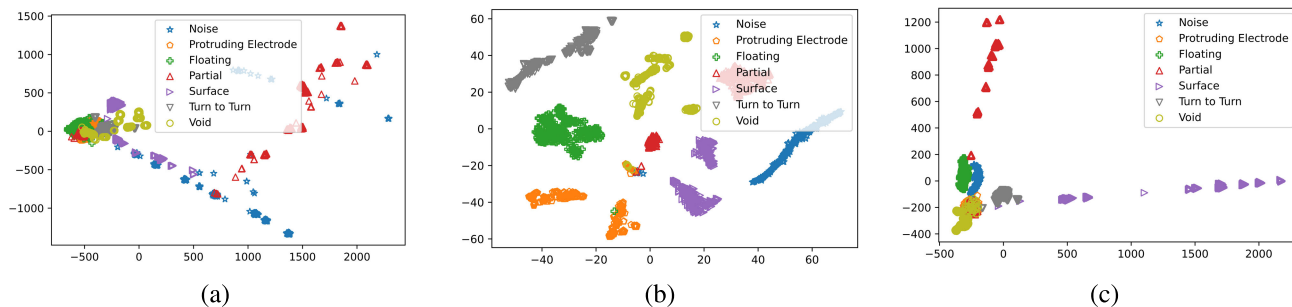 1500
1000
500
0
−500
−1000
−500
0
500
1000
1500
2000
Noise
Protruding Electrode
Floating
Partial
Surface
Turn to Turn
Void
(a)
60
40
20
0
−20
−40
−60
−40
−20
0
20
40
60
Noise
Protruding Electrode
Floating
Partial
Surface
Turn to Turn
Void
(b)
1200
1000
800
600
400
200
0
−200
−400
−500
0
500
1000
1500
2000
Noise
Protruding Electrode
Floating
Partial
Surface
Turn to Turn
Void
(c)